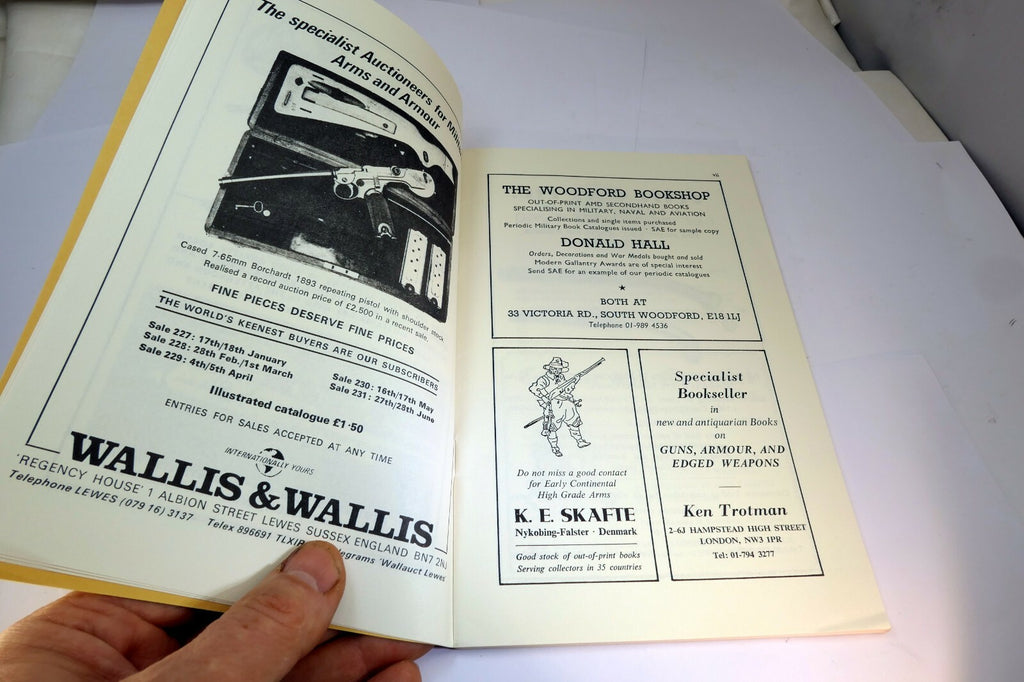 The specialist Auctioneers for
Arms and Armour
Cased 7·65mm Borchardt 1893 repeating pistol with shoulder stock
Realised a record auction price of £2,500 in a recent sale.
FINE PIECES DESERVE FINE PRICES
THE WORLD'S KEENEST BUYERS ARE OUR SUBSCRIBERS
Sale 227: 17th/18th January
Sale 228: 28th Feb./1st March
Sale 229: 4th/5th April
Sale 230: 16th/17th May
Sale 231: 27th/28th June
Illustrated catalogue £1·50
ENTRIES FOR SALES ACCEPTED AT ANY TIME
INTERNATIONALLY YOURS
WALLIS & WALLIS
'REGENCY HOUSE' 1 ALBION STREET LEWES SUSSEX ENGLAND BN7 2NJ
Telephone LEWES (079 16) 3137 Telex 896691 'Wallauct Lewes'
vii
THE WOODFORD BOOKSHOP
OUT-OF-PRINT AMD SECONDHAND BOOKS
SPECIALISING IN MILITARY, NAVAL AND AVIATION
Collections and single items purchased
Periodic Military Book Catalogues issued · SAE for sample copy
DONALD HALL
Orders, Decorations and War Medals bought and sold
Modern Gallantry Awards are of special interest
Send SAE for an example of our periodic catalogues
★
BOTH AT
33 VICTORIA RD., SOUTH WOODFORD, E18 1LJ
Telephone 01-989 4536
Do not miss a good contact
for Early Continental
High Grade Arms
K. E. SKAFTE
Nykobing-Falster · Denmark
Good stock of out-of-print books
Serving collectors in 35 countries
Specialist
Bookseller
in
new and antiquarian Books
on
GUNS, ARMOUR, AND
EDGED WEAPONS
Ken Trotman
2–6J HAMPSTEAD HIGH STREET
LONDON, NW3 1PR
Tel: 01-794 3277